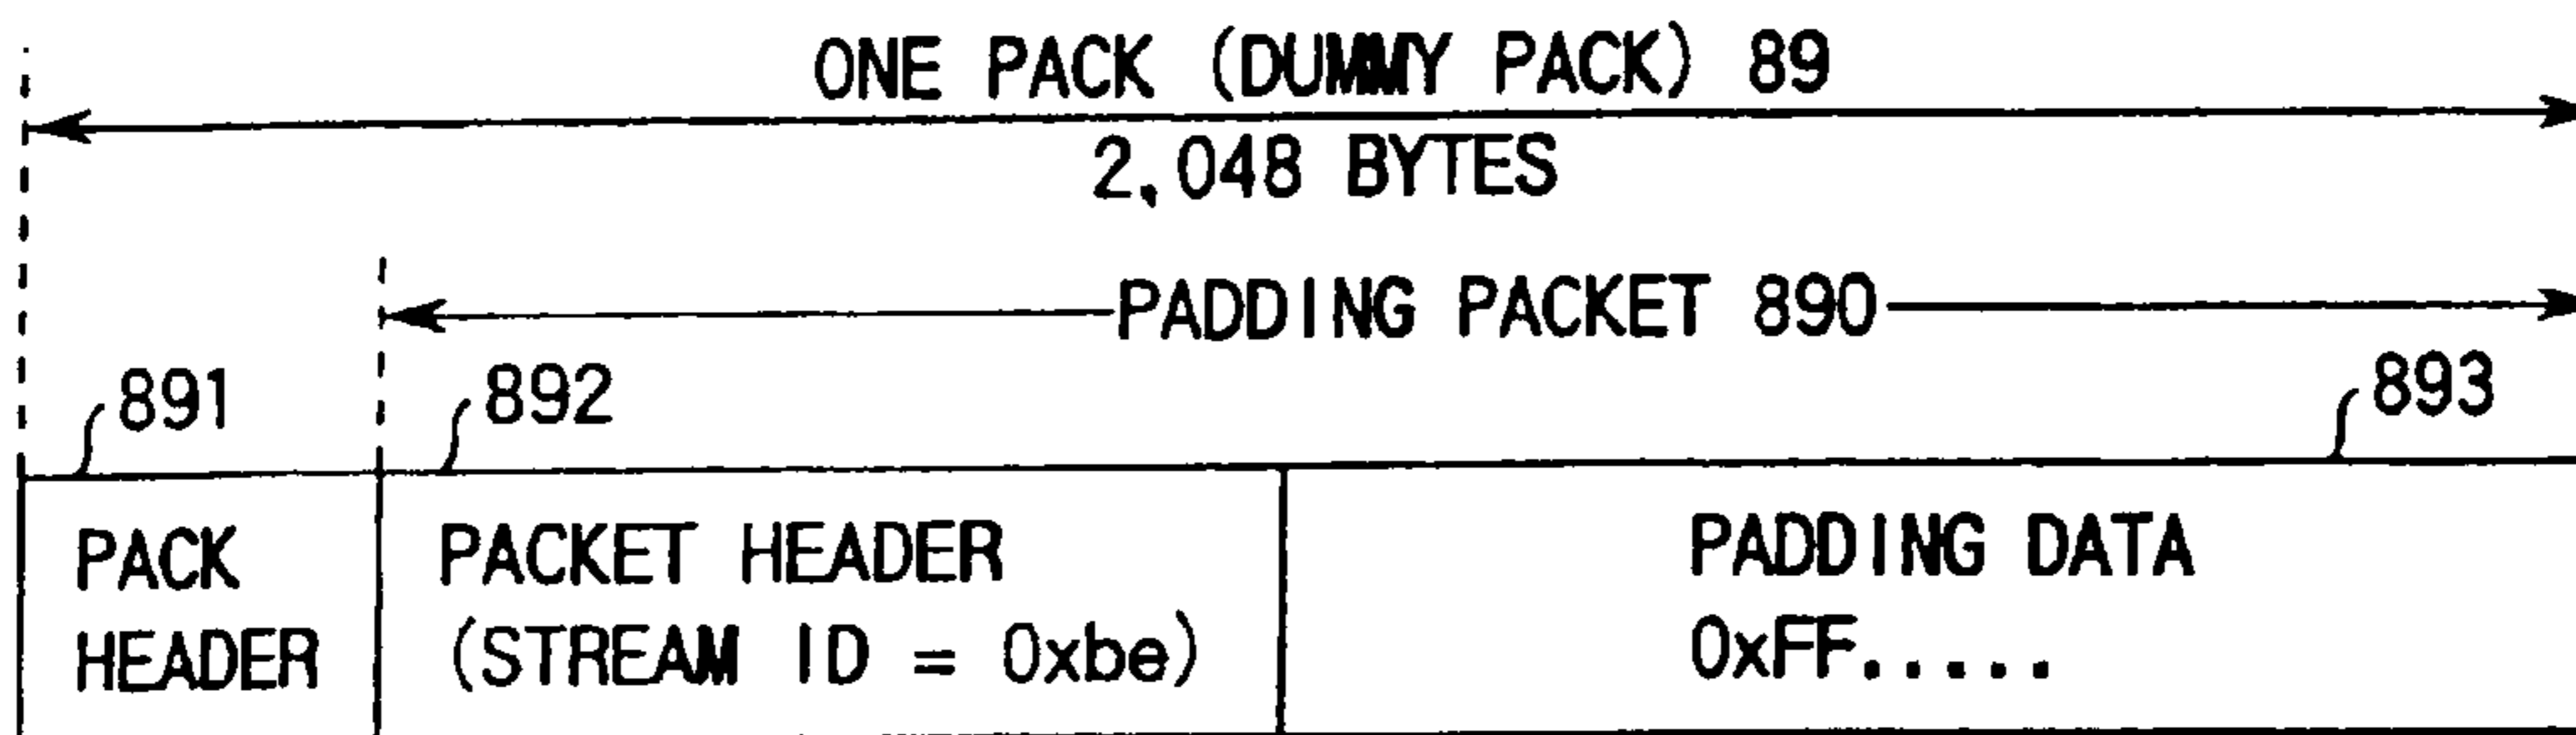 ONE PACK (DUMMY PACK) 89
2,048 BYTES
PADDING PACKET 890
891 892 893
PACK HEADER
PACKET HEADER
(STREAM ID = 0xbe)
PADDING DATA
0xFF.....